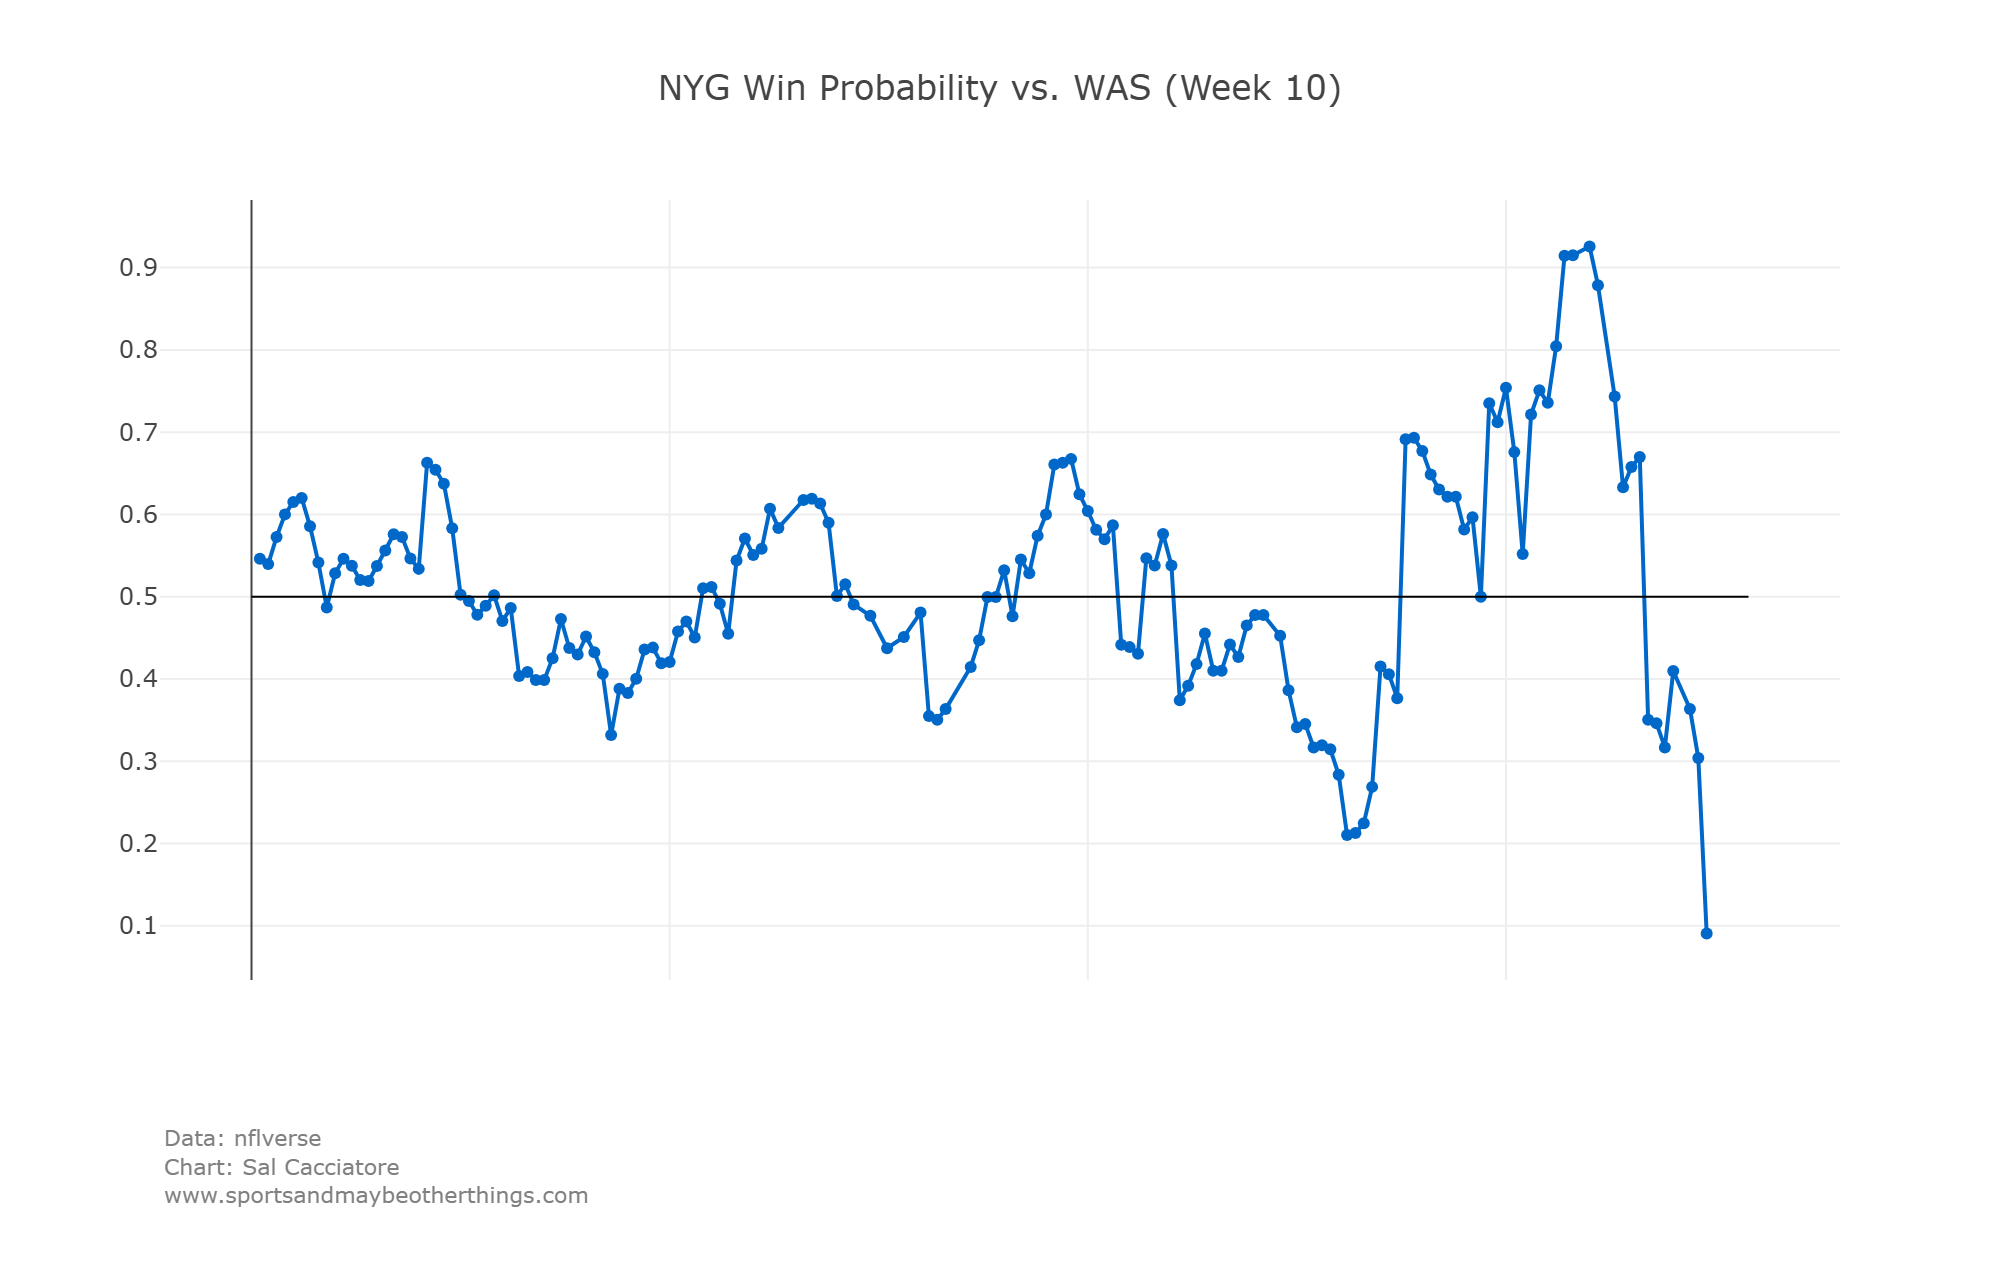 NYG Win Probability vs. WAS (Week 10)
0.9
0.8
0.7
0.6
0.5
0.4
0.3
0.2
0.1
Data: nflverse
Chart: Sal Cacciatore
www.sportsandmaybeotherthings.com